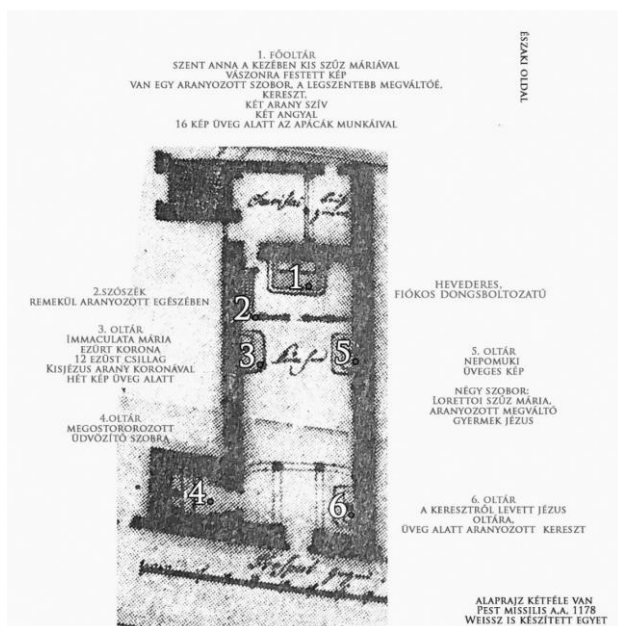 1. FŐOLTÁR
SZENT ANNA A KEZÉBEN KIS SZŰZ MÁRIÁVAL
VÁSZONRA FESTETT KÉP
VAN EGY ARANYOZOTT SZOBOR, A LEGSZENTEBB MEGVÁLTÓÉ,
KERESZT.
KÉT ARANY SZÍV
KÉT ANGYAL
16 KÉP ÜVEG ALATT AZ APÁCÁK MUNKÁIVAL
ÉSZAKI OLDAL
1.
2.
3.
5.
4.
6.
2.SZÓSZÉK
REMEKÜL ARANYOZOTT EGÉSZÉBEN
3. OLTÁR
IMMACULATA MÁRIA
EZÜRT KORONA
12 EZÜST CSILLAG
KISJÉZUS ARANY KORONÁVAL
HÉT KÉP ÜVEG ALATT
4.OLTÁR
MEGOSTOROROZOTT
ÜDVÖZÍTŐ SZOBRA
HEVEDERES,
FIÓKOS DONGSBOLTOZATÚ
5. OLTÁR
NEPOMUKI
ÜVEGES KÉP
NÉGY SZOBOR:
LORETTOI SZŰZ MÁRIA,
ARANYOZOTT MEGVÁLTÓ
GYERMEK JÉZUS
6. OLTÁR
A KERESZTRŐL LEVETT JÉZUS
OLTÁRA,
ÜVEG ALATT ARANYOZOTT KERESZT
ALAPRAJZ KÉTFÉLE VAN
PEST MISSILIS A.A. 1178
WEISSZ IS KÉSZÍTETT EGYET